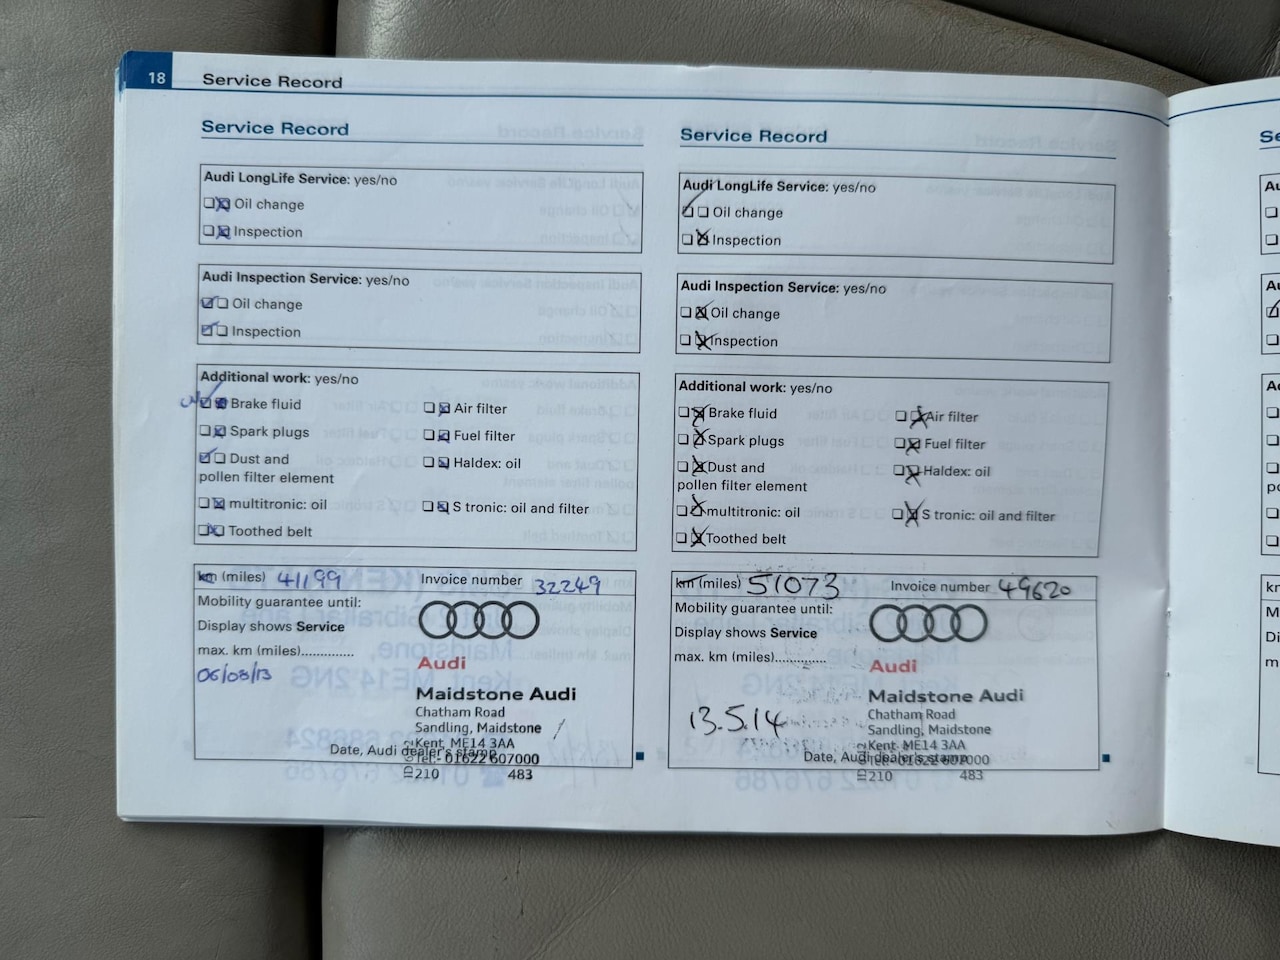 18 Service Record
Service Record
Audi LongLife Service: yes/no
Oil change
Inspection
Audi Inspection Service: yes/no
Oil change
Inspection
Additional work: yes/no
Brake fluid
Air filter
Spark plugs
Fuel filter
Dust and
pollen filter element
Haldex: oil
multitronic: oil
S tronic: oil and filter
Toothed belt
km (miles) 41199 Invoice number 32249
Mobility guarantee until:
Display shows Service
max. km (miles).............
06/08/13
Audi
Maidstone Audi
Chatham Road
Sandling, Maidstone
Kent, ME14 3AA
Date, Audi dealer's stamp
Tel:- 01622 607000
210 483
Service Record
Audi LongLife Service: yes/no
Oil change
Inspection
Audi Inspection Service: yes/no
Oil change
Inspection
Additional work: yes/no
Brake fluid
Air filter
Spark plugs
Fuel filter
Dust and
pollen filter element
Haldex: oil
multitronic: oil
S tronic: oil and filter
Toothed belt
km (miles) 51073 Invoice number 49620
Mobility guarantee until:
Display shows Service
max. km (miles).............
13.5.14
Audi
Maidstone Audi
Chatham Road
Sandling, Maidstone
Kent, ME14 3AA
Date, Audi dealer's stamp
Tel:- 01622 607000
210 483